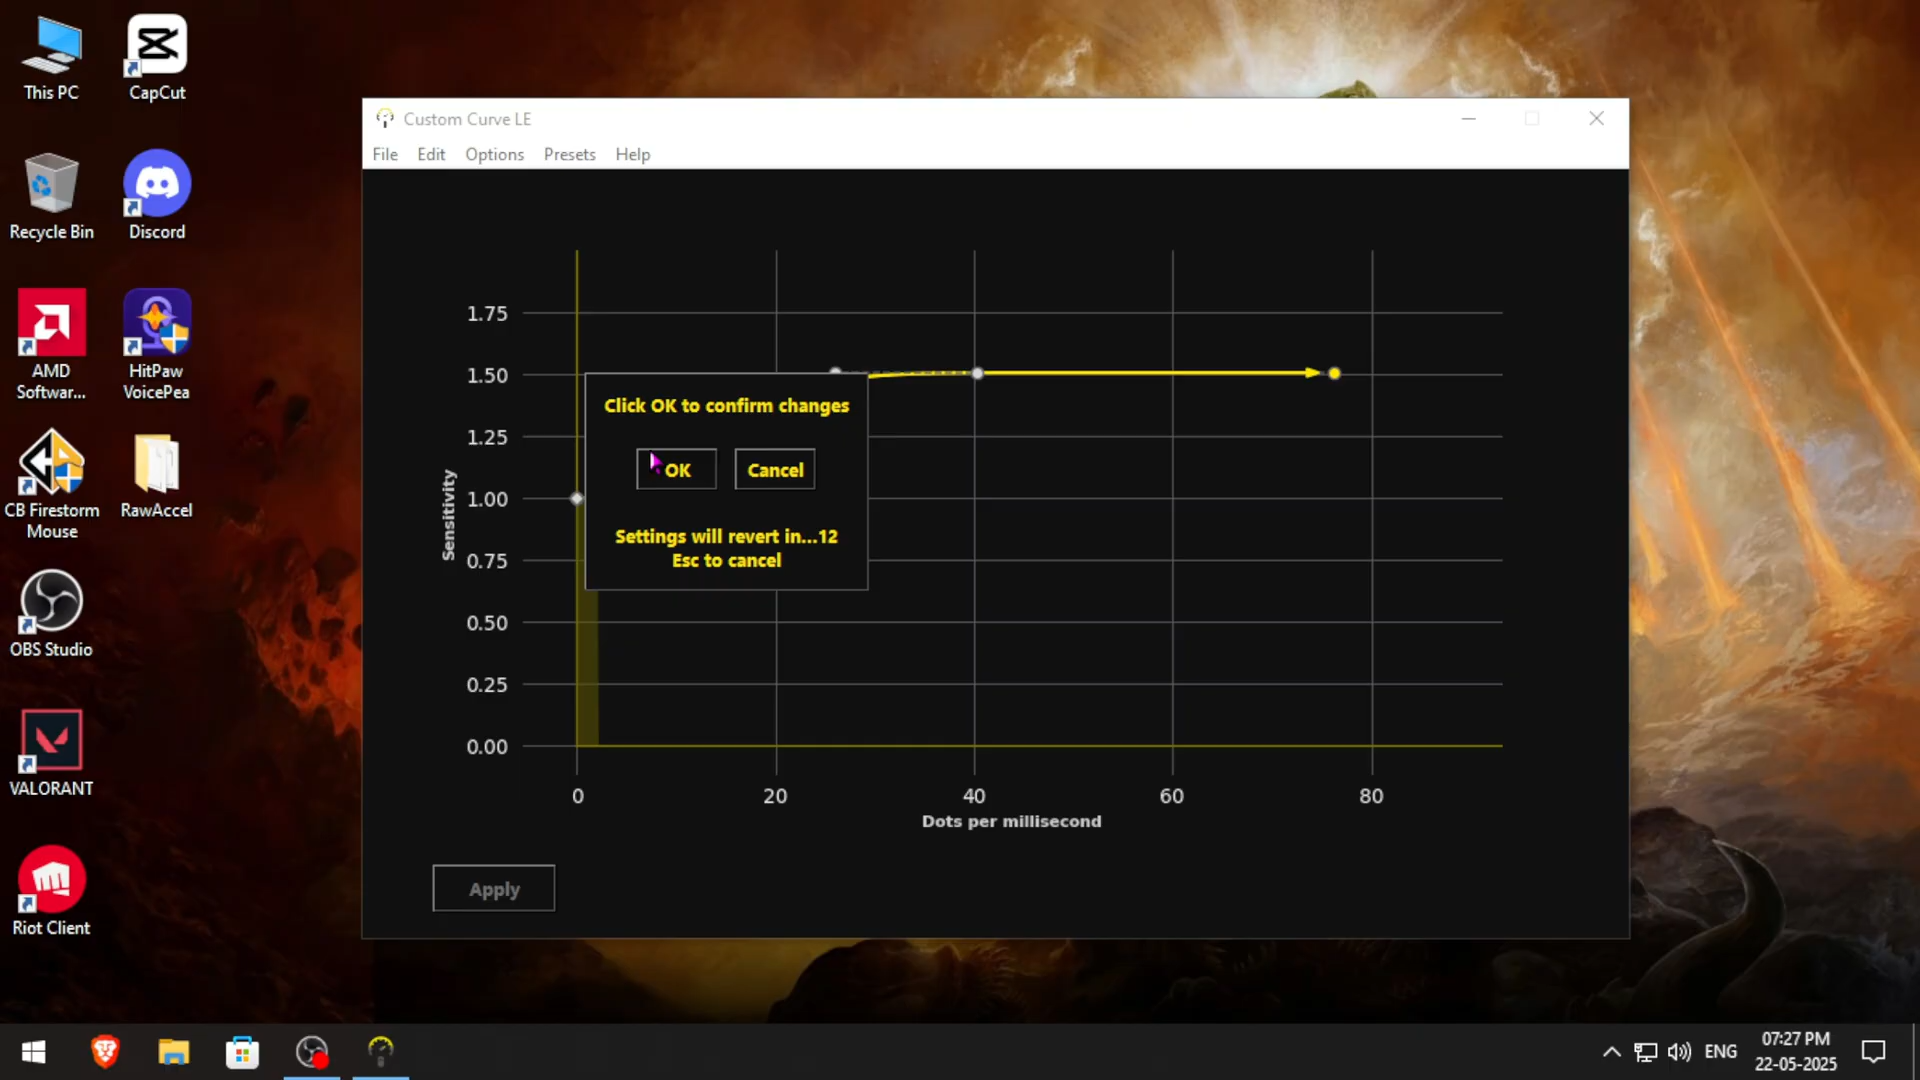 This PC
CapCut
Recycle Bin
Discord
AMD
Softwar...
HitPaw
VoicePea
CB Firestorm
Mouse
RawAccel
OBS Studio
VALORANT
Riot Client
Custom Curve LE
File Edit Options Presets Help
1.75
1.50
1.25
1.00
0.75
0.50
0.25
0.00
Sensitivity
Click OK to confirm changes
OK Cancel
Settings will revert in...12
Esc to cancel
0 20 40 60 80
Dots per millisecond
Apply
ENG
07:27 PM
22-05-2025